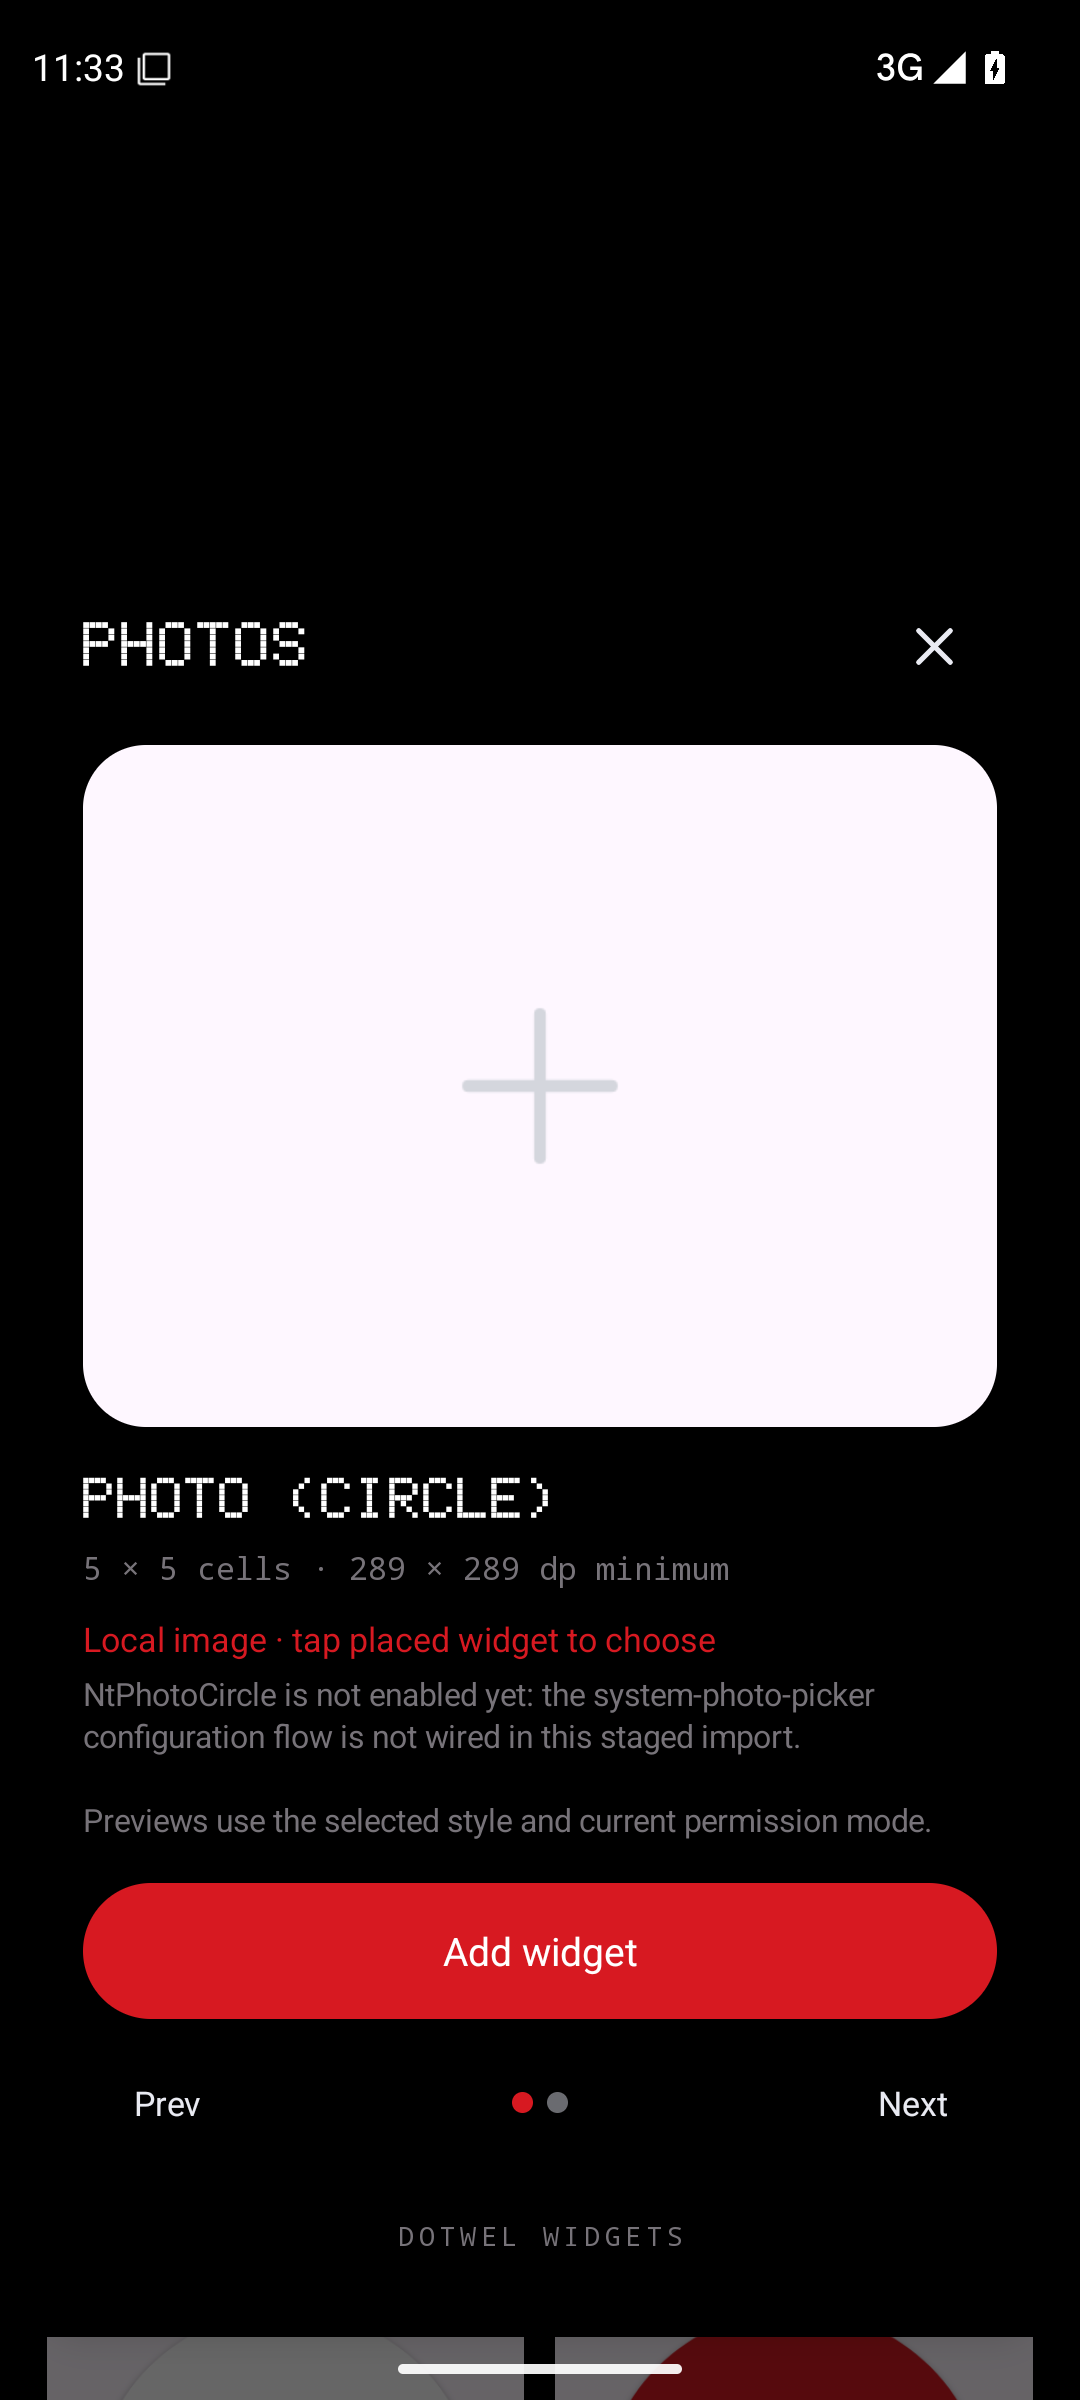 11:33
3G
PHOTOS
PHOTO (CIRCLE)
5 × 5 cells · 289 × 289 dp minimum
Local image · tap placed widget to choose
NtPhotoCircle is not enabled yet: the system-photo-picker
configuration flow is not wired in this staged import.
Previews use the selected style and current permission mode.
Add widget
Prev
Next
DOTWEL WIDGETS